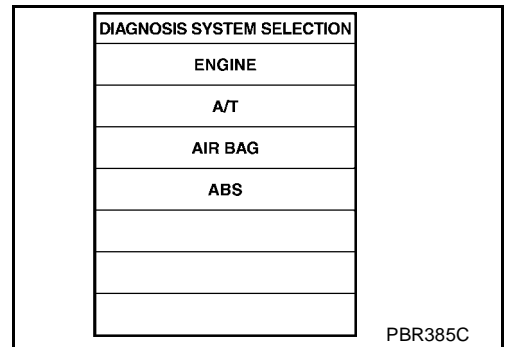 DIAGNOSIS SYSTEM SELECTION
ENGINE
A/T
AIR BAG
ABS
PBR385C